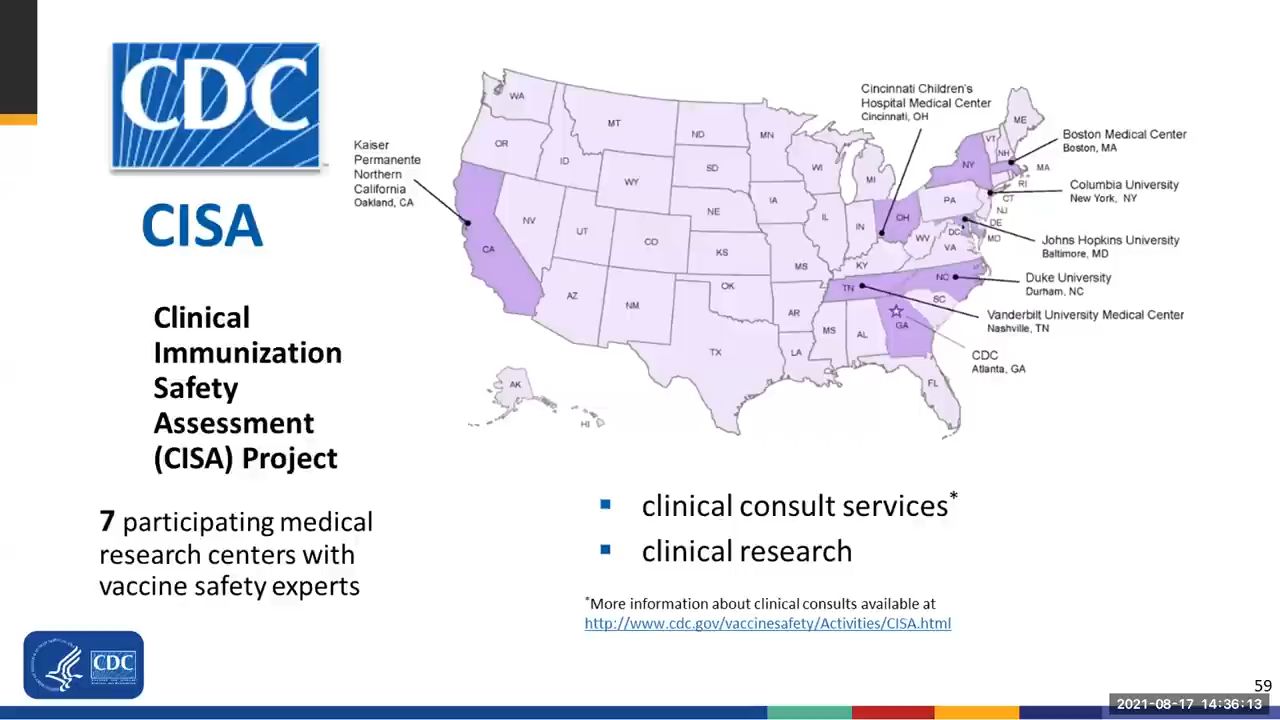 CDC
CISA
Clinical
Immunization
Safety
Assessment
(CISA) Project
7 participating medical
research centers with
vaccine safety experts
Kaiser
Permanente
Northern
California
Oakland, CA
Cincinnati Children's
Hospital Medical Center
Cincinnati, OH
Boston Medical Center
Boston, MA
Columbia University
New York, NY
Johns Hopkins University
Baltimore, MD
Duke University
Durham, NC
Vanderbilt University Medical Center
Nashville, TN
CDC
Atlanta, GA
WA
MT
ND
MN
ME
OR
ID
SD
WI
MI
VT
NH
NY
MA
RI
CT
WY
NE
IA
PA
NJ
NV
UT
CO
KS
IL
IN
OH
WV
DC
DE
MD
VA
CA
MS
KY
AZ
NM
OK
TN
NC
SC
AR
MS
AL
GA
TX
LA
FL
AK
HI
▪ clinical consult services*
▪ clinical research
*More information about clinical consults available at
http://www.cdc.gov/vaccinesafety/Activities/CISA.html
CDC
59
2021-08-17 14:36:13